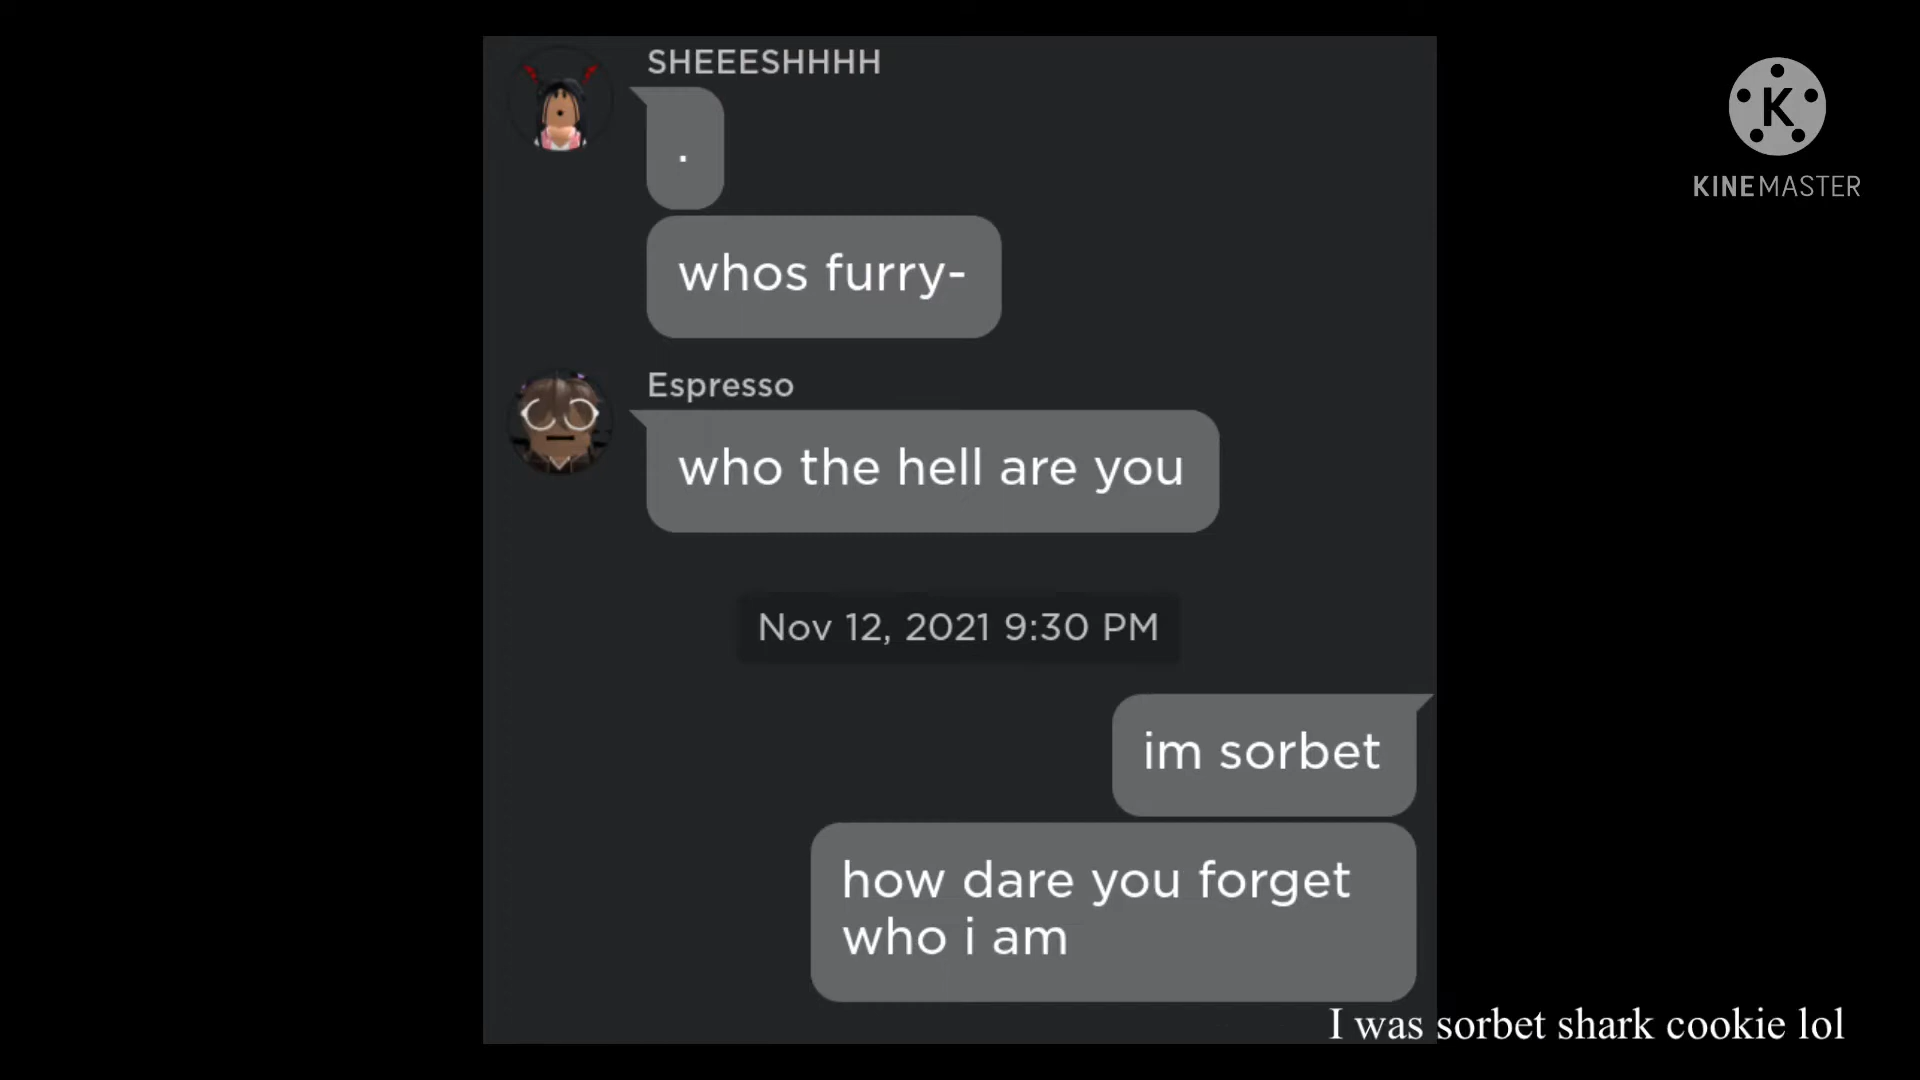 SHEEESHHHH
.
whos furry-
Espresso
who the hell are you
Nov 12, 2021 9:30 PM
im sorbet
how dare you forget
who i am
I was sorbet shark cookie lol
K
KINEMASTER